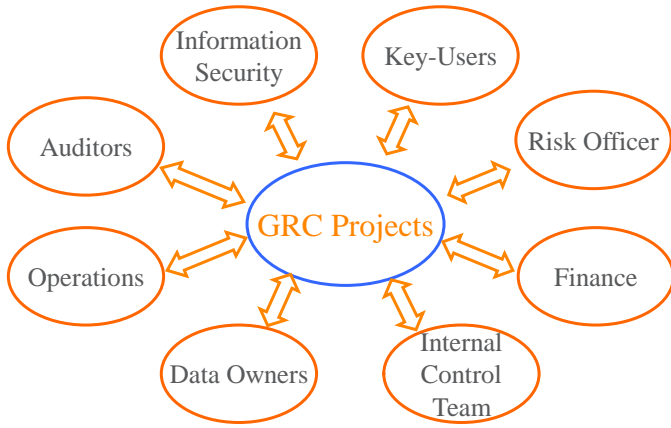 Information
Security
Key-Users
Auditors
Risk Officer
GRC Projects
Operations
Finance
Data Owners
Internal
Control
Team